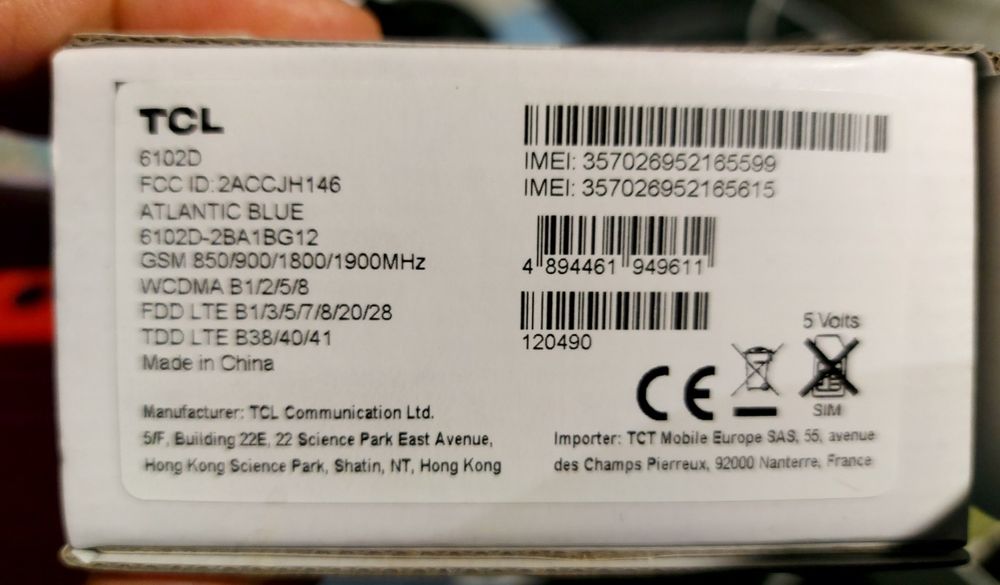 TCL
6102D
FCC ID: 2ACCJH146
ATLANTIC BLUE
6102D-2BA1BG12
GSM 850/900/1800/1900MHz
WCDMA B1/2/5/8
FDD LTE B1/3/5/7/8/20/28
TDD LTE B38/40/41
Made in China
Manufacturer: TCL Communication Ltd.
5/F, Building 22E, 22 Science Park East Avenue,
Hong Kong Science Park, Shatin, NT, Hong Kong
IMEI: 357026952165599
IMEI: 357026952165615
4 894461 949611
120490
5 Volts
CE
SIM
Importer: TCT Mobile Europe SAS, 55, avenue
des Champs Pierreux, 92000 Nanterre, France